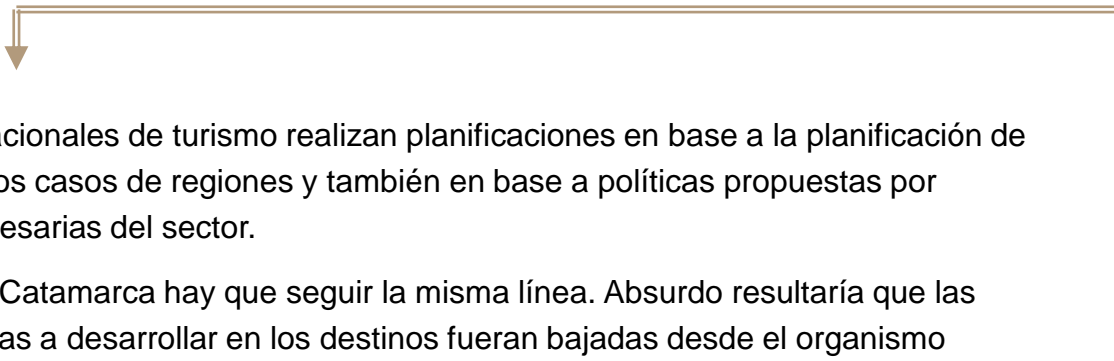 acionales de turismo realizan planificaciones en base a la planificación de
os casos de regiones y también en base a políticas propuestas por
esarias del sector.
Catamarca hay que seguir la misma línea. Absurdo resultaría que las
as a desarrollar en los destinos fueran bajadas desde el organismo